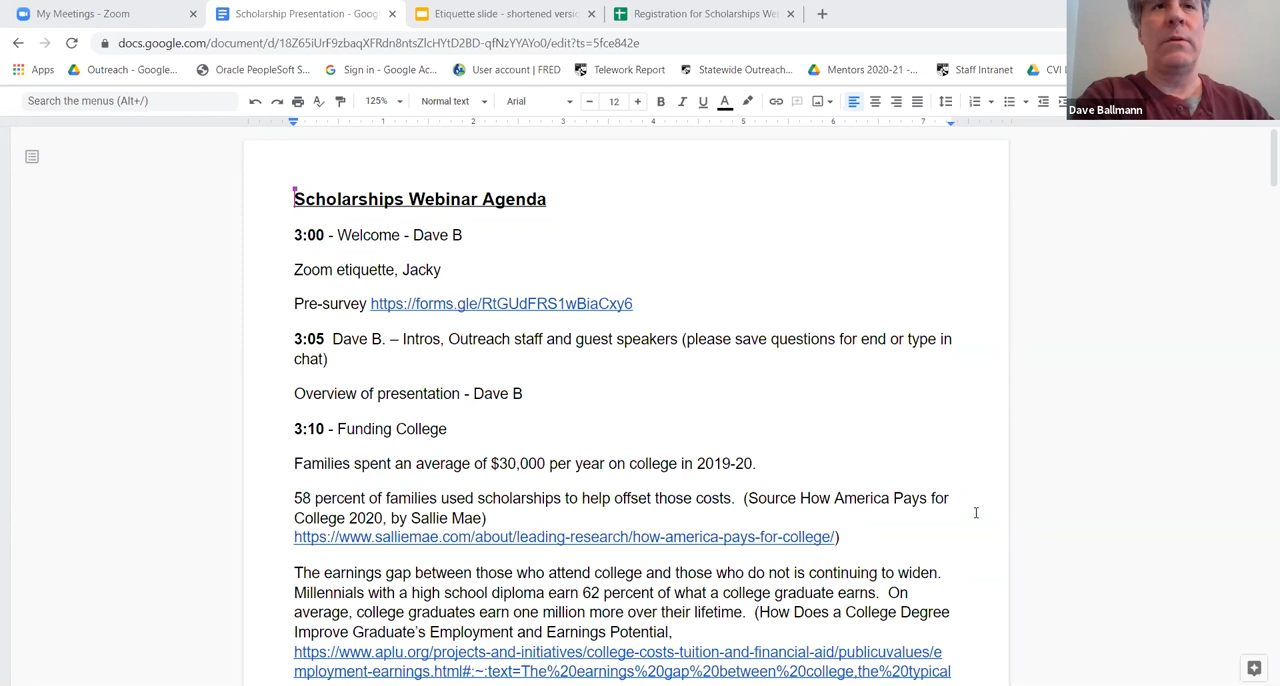 My Meetings - Zoom
Scholarship Presentation - Goog
Etiquette slide - shortened versic
Registration for Scholarships We
docs.google.com/document/d/18Z65iUrF9zbaqXFRdn8ntsZlcHYtD2BD-qfNzYYAYo0/edit?ts=5fce842e
Apps
Outreach - Google...
Oracle PeopleSoft S...
Sign in - Google Ac...
User account | FRED
Telework Report
Statewide Outreach...
Mentors 2020-21 -...
Staff Intranet
CVI
Dave Ballmann
Search the menus (Alt+/)
125%
Normal text
Arial
12
B I U A
1 2 3 4 5 6 7
Scholarships Webinar Agenda
3:00 - Welcome - Dave B
Zoom etiquette, Jacky
Pre-survey https://forms.gle/RtGUdFRS1wBiaCxy6
3:05 Dave B. – Intros, Outreach staff and guest speakers (please save questions for end or type in
chat)
Overview of presentation - Dave B
3:10 - Funding College
Families spent an average of $30,000 per year on college in 2019-20.
58 percent of families used scholarships to help offset those costs. (Source How America Pays for
College 2020, by Sallie Mae)
https://www.salliemae.com/about/leading-research/how-america-pays-for-college/)
The earnings gap between those who attend college and those who do not is continuing to widen.
Millennials with a high school diploma earn 62 percent of what a college graduate earns. On
average, college graduates earn one million more over their lifetime. (How Does a College Degree
Improve Graduate's Employment and Earnings Potential,
https://www.aplu.org/projects-and-initiatives/college-costs-tuition-and-financial-aid/publicuvalues/e
mployment-earnings.html#:~:text=The%20earnings%20gap%20between%20college,the%20typical